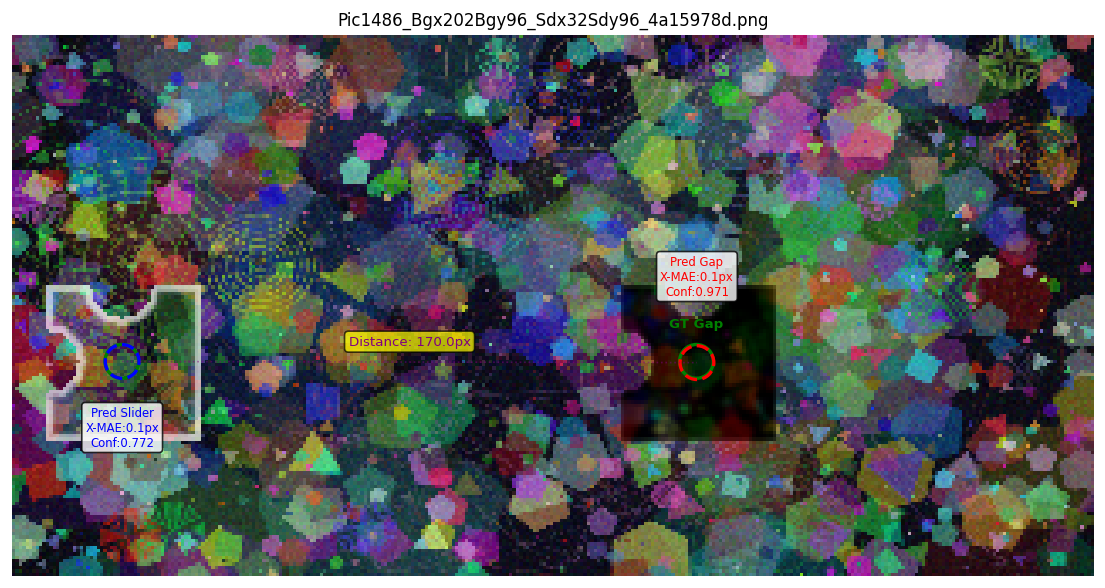 Pic1486_Bgx202Bgy96_Sdx32Sdy96_4a15978d.png
Pred Gap
X-MAE:0.1px
Conf:0.971
GT Gap
Distance: 170.0px
Pred Slider
X-MAE:0.1px
Conf:0.772